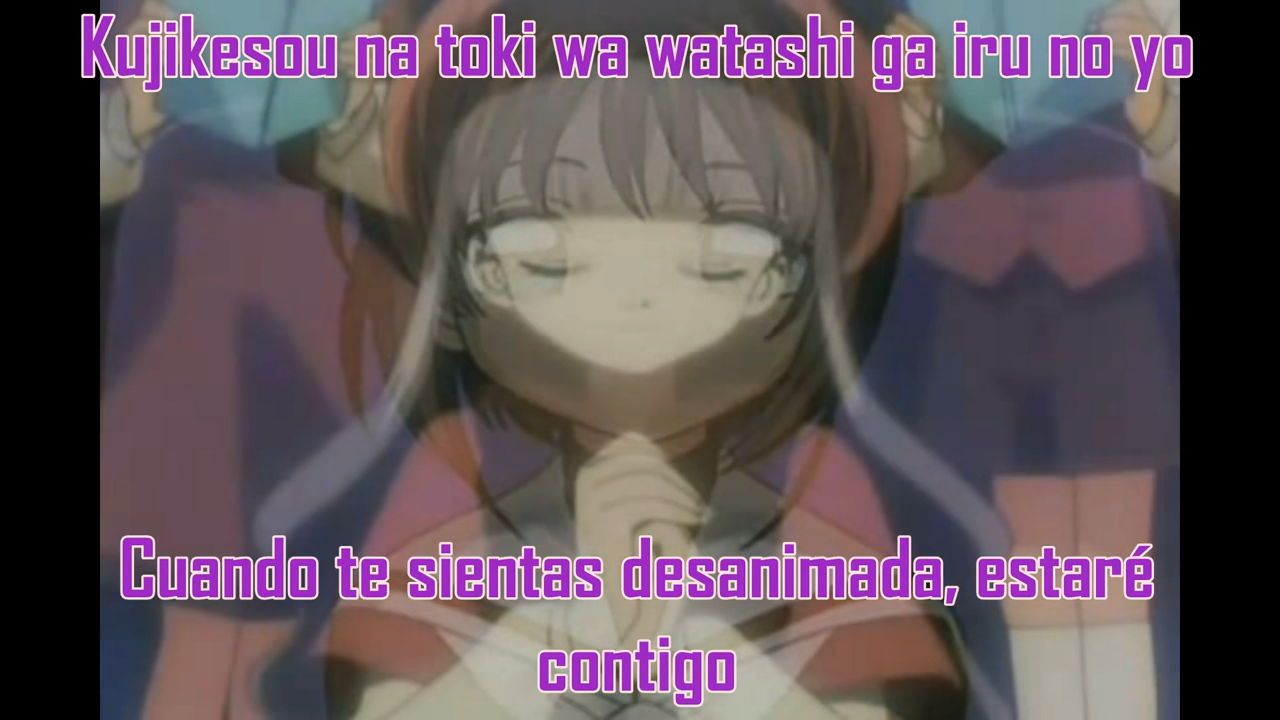 Kujikesou na toki wa watashi ga iru no yo
Cuando te sientas desanimada, estaré
contigo